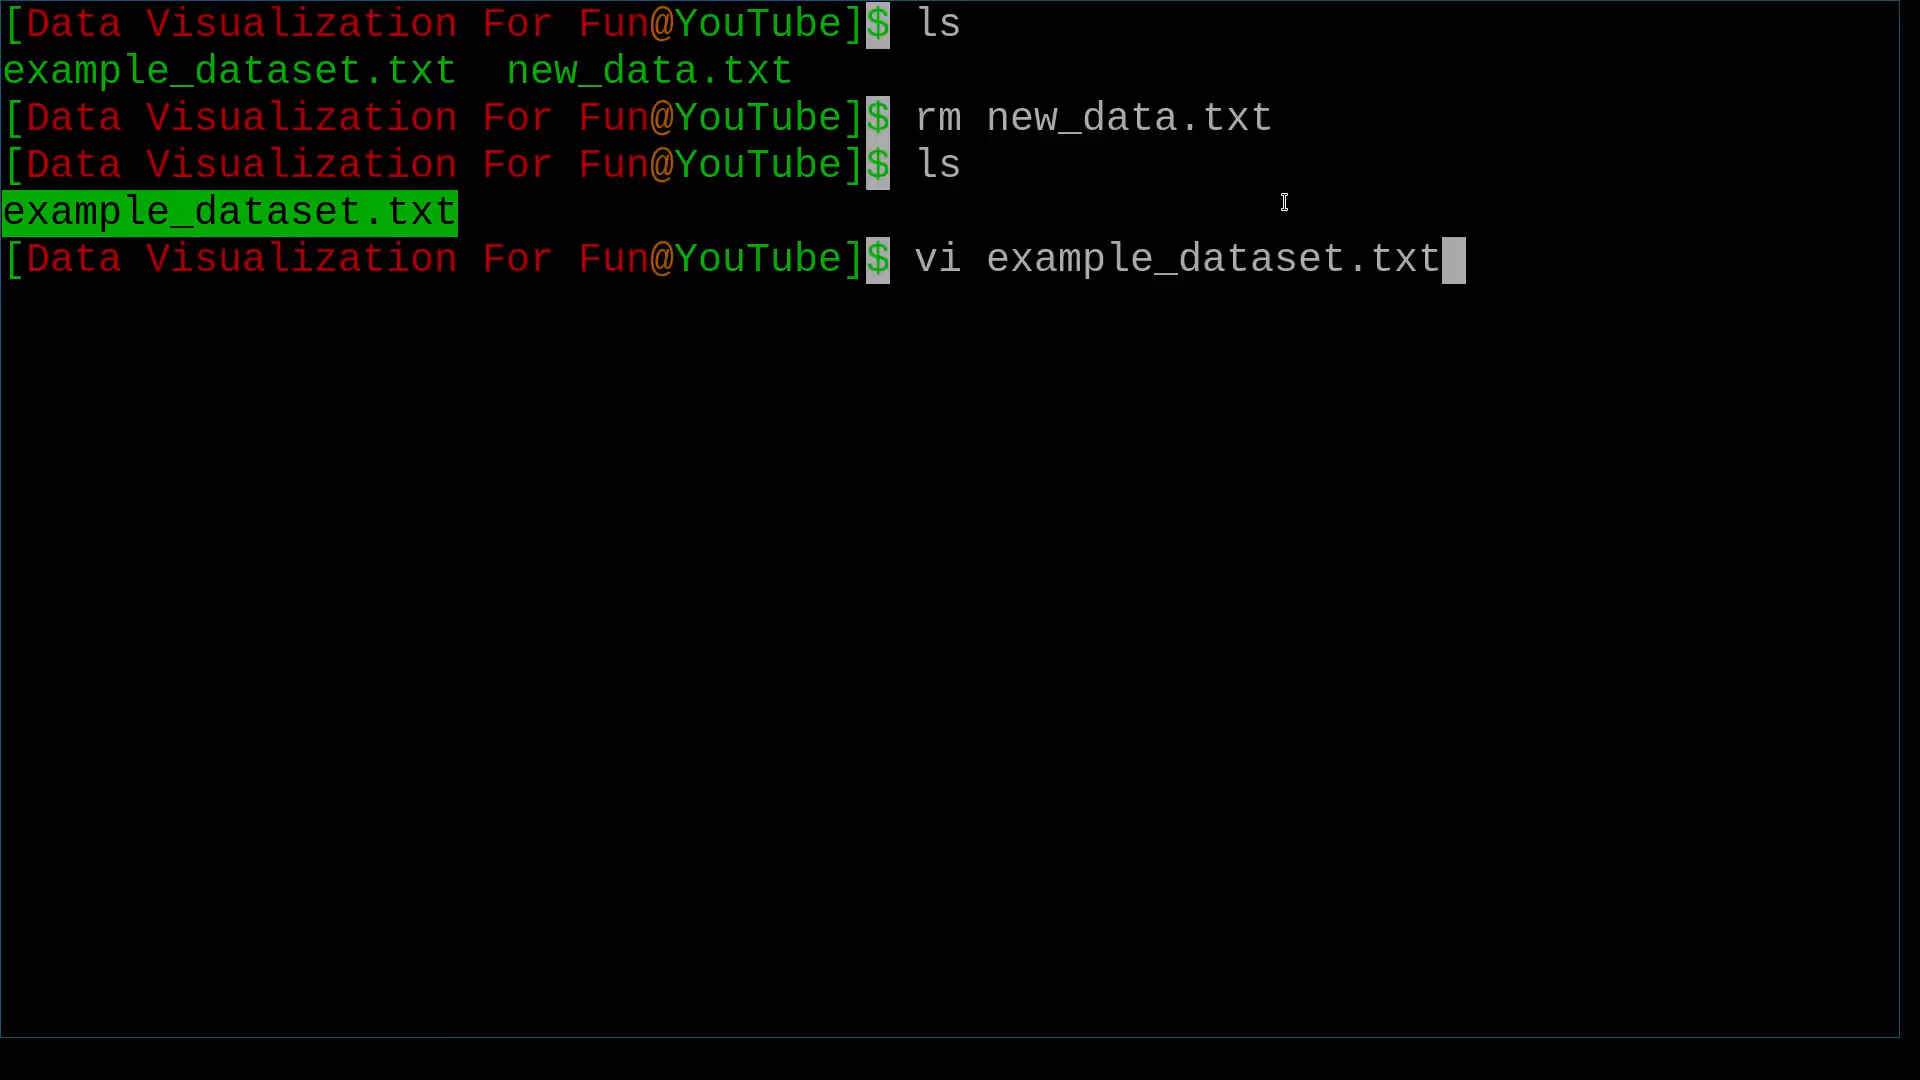 [Data Visualization For Fun@YouTube]$ ls
example_dataset.txt  new_data.txt
[Data Visualization For Fun@YouTube]$ rm new_data.txt
[Data Visualization For Fun@YouTube]$ ls
example_dataset.txt
[Data Visualization For Fun@YouTube]$ vi example_dataset.txt